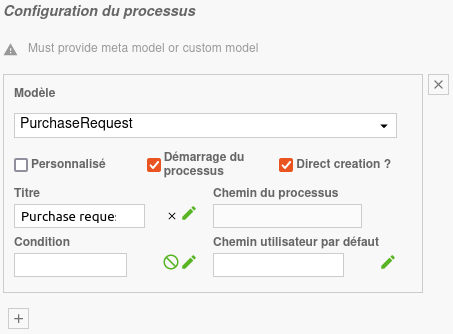 Configuration du processus
Must provide meta model or custom model
Modèle
PurchaseRequest
Personnalisé
Démarrage du
processus
Direct creation ?
Titre
Chemin du processus
Purchase reque
Condition
Chemin utilisateur par défaut